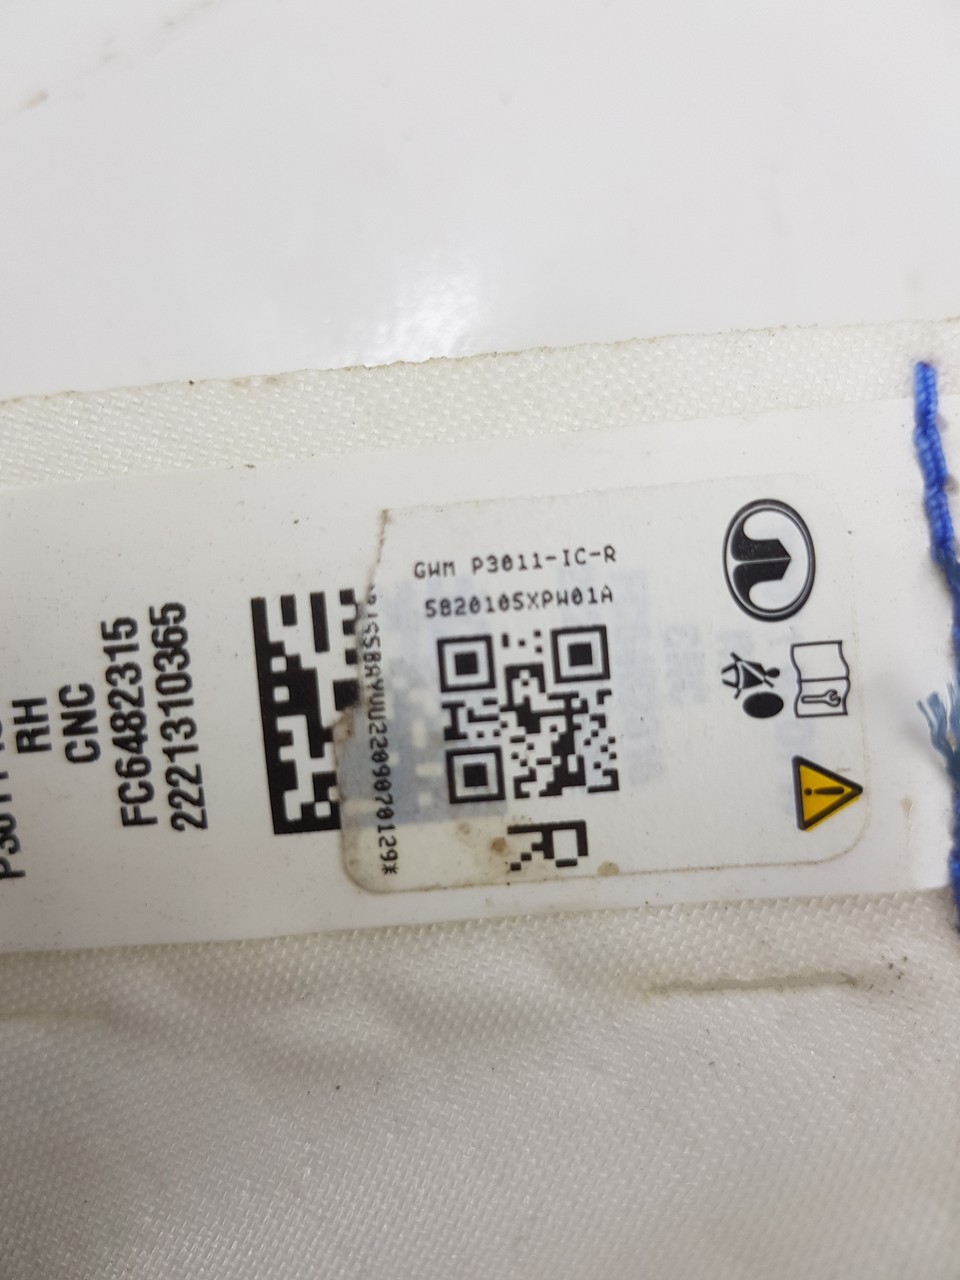 RH
CNC
FC6482315
2221310365
GWM P3011-IC-R
5820105XPW01A
R